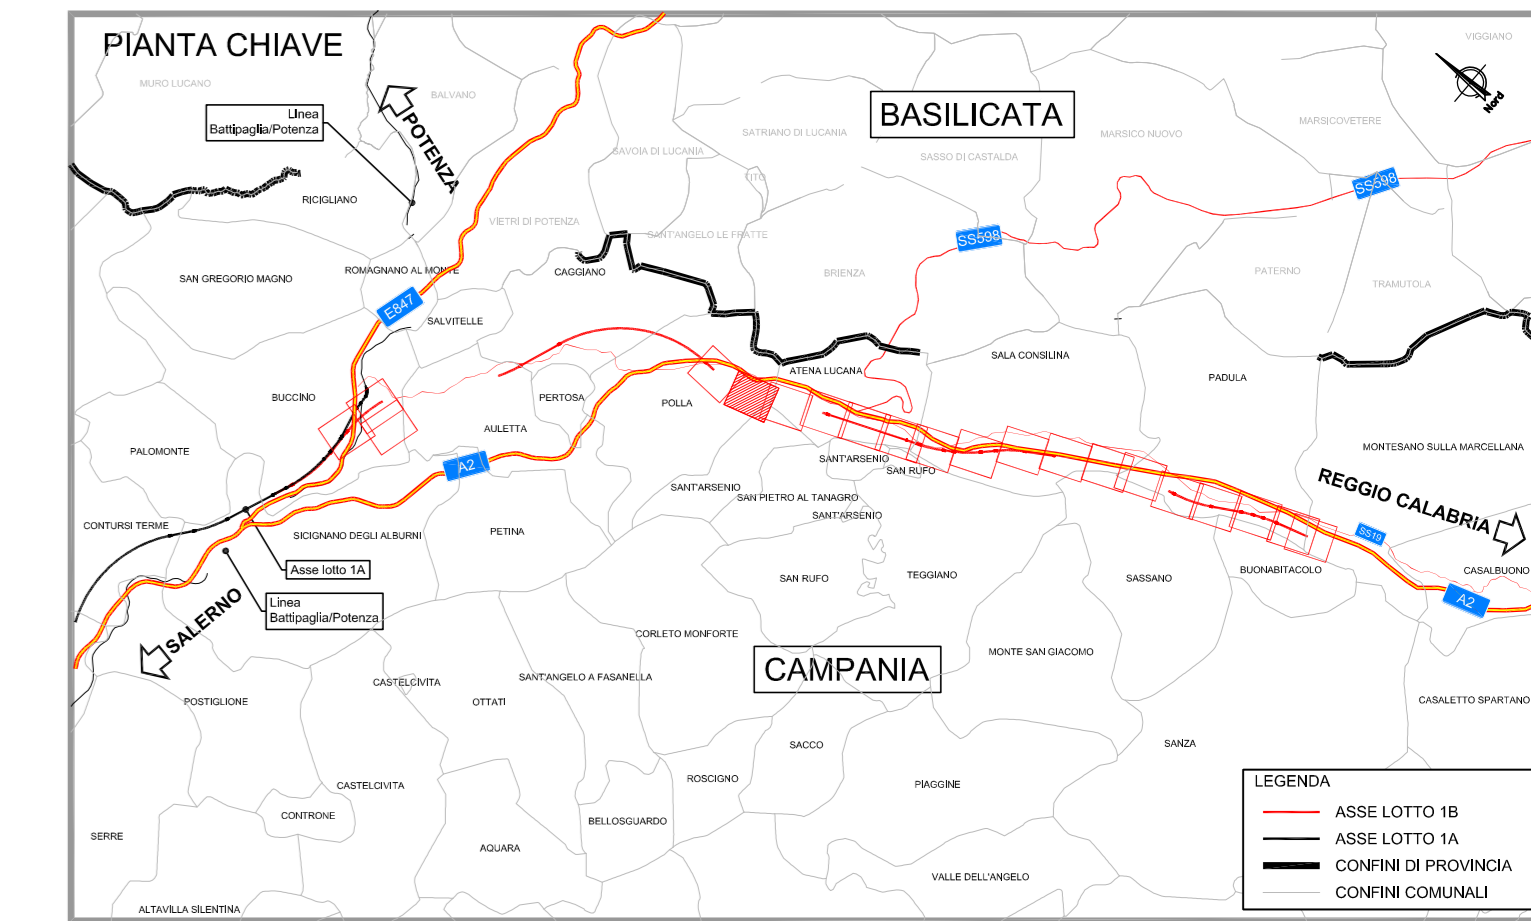 PIANTA CHIAVE
VIGGIANO
MURO LUCANO
BALVANO
Nord
Linea
Battipaglia/Potenza
BASILICATA
POTENZA
SATRIANO DI LUCANIA
MARSICO NUOVO
MARSICOVETERE
SAVOIA DI LUCANIA
SASSO DI CASTALDA
TITO
SS598
RICIGLIANO
VIETRI DI POTENZA
SANT'ANGELO LE FRATTE
SS598
SAN GREGORIO MAGNO
ROMAGNANO AL MONTE
CAGGIANO
BRIENZA
PATERNO
TRAMUTOLA
E847
SALVITELLE
SALA CONSILINA
ATENA LUCANA
PADULA
BUCCINO
PERTOSA
POLLA
AULETTA
PALOMONTE
MONTESANO SULLA MARCELLANA
SANT'ARSENIO
SAN RUFO
A2
SANT'ARSENIO
SAN PIETRO AL TANAGRO
SANT'ARSENIO
REGGIO CALABRIA
CONTURSI TERME
SICIGNANO DEGLI ALBURNI
PETINA
SS19
Asse lotto 1A
SAN RUFO
TEGGIANO
SASSANO
BUONABITACOLO
CASALBUONO
A2
Linea
Battipaglia/Potenza
SALERNO
CORLETO MONFORTE
MONTE SAN GIACOMO
CAMPANIA
CASTELCIVITA
SANT'ANGELO A FASANELLA
POSTIGLIONE
OTTATI
CASALETTO SPARTANO
SACCO
SANZA
ROSCIGNO
PIAGGINE
CASTELCIVITA
CONTRONE
BELLOSGUARDO
SERRE
AQUARA
VALLE DELL'ANGELO
ALTAVILLA SILENTINA
LEGENDA
ASSE LOTTO 1B
ASSE LOTTO 1A
CONFINI DI PROVINCIA
CONFINI COMUNALI